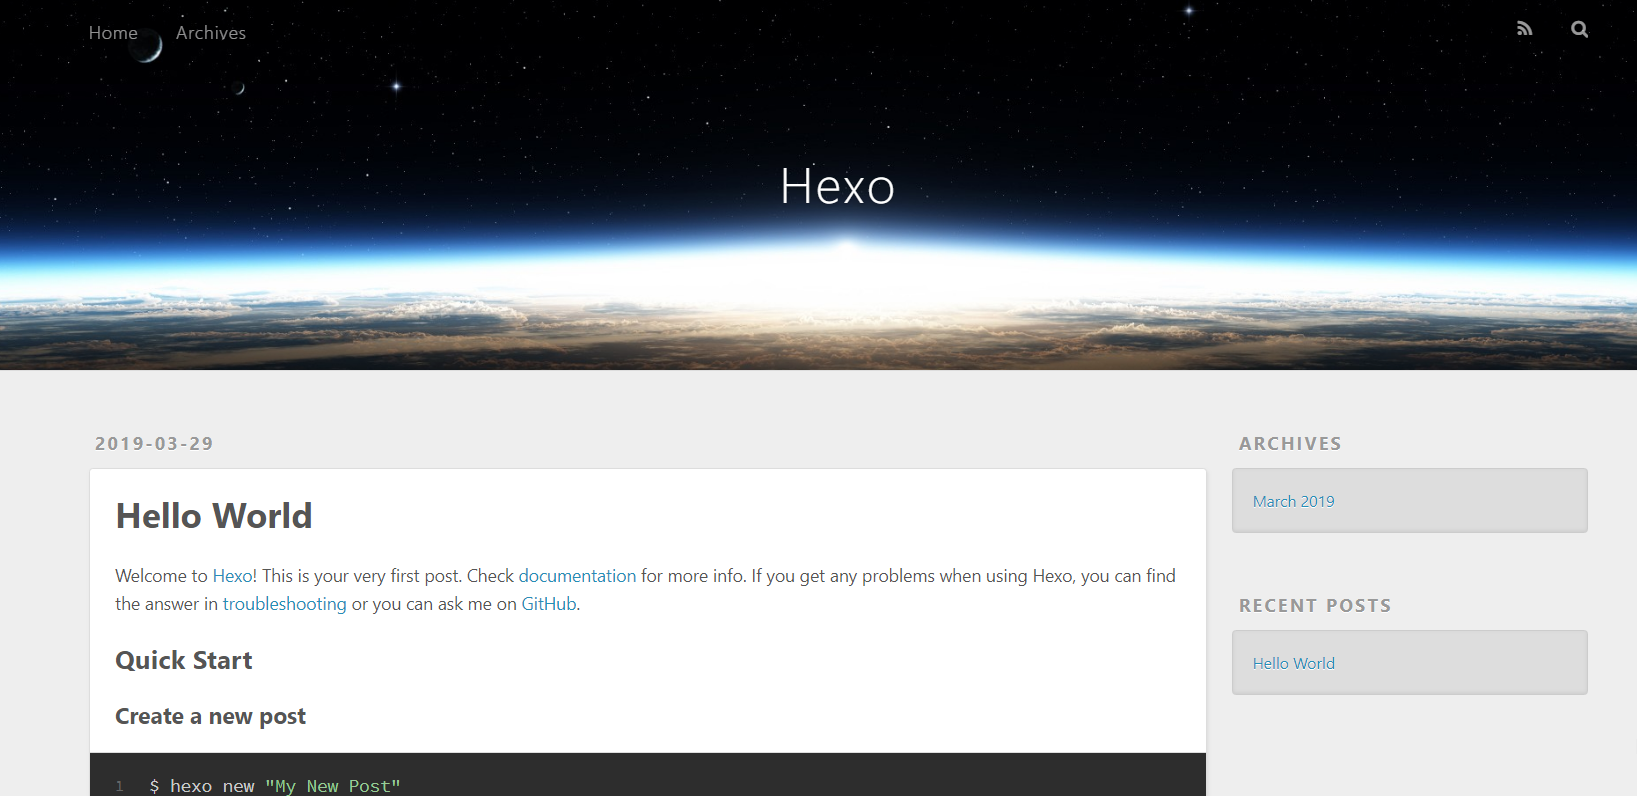 Home Archives
Hexo
2019-03-29
Hello World
Welcome to Hexo! This is your very first post. Check documentation for more info. If you get any problems when using Hexo, you can find
the answer in troubleshooting or you can ask me on GitHub.
Quick Start
Create a new post
1 $ hexo new "My New Post"
ARCHIVES
March 2019
RECENT POSTS
Hello World